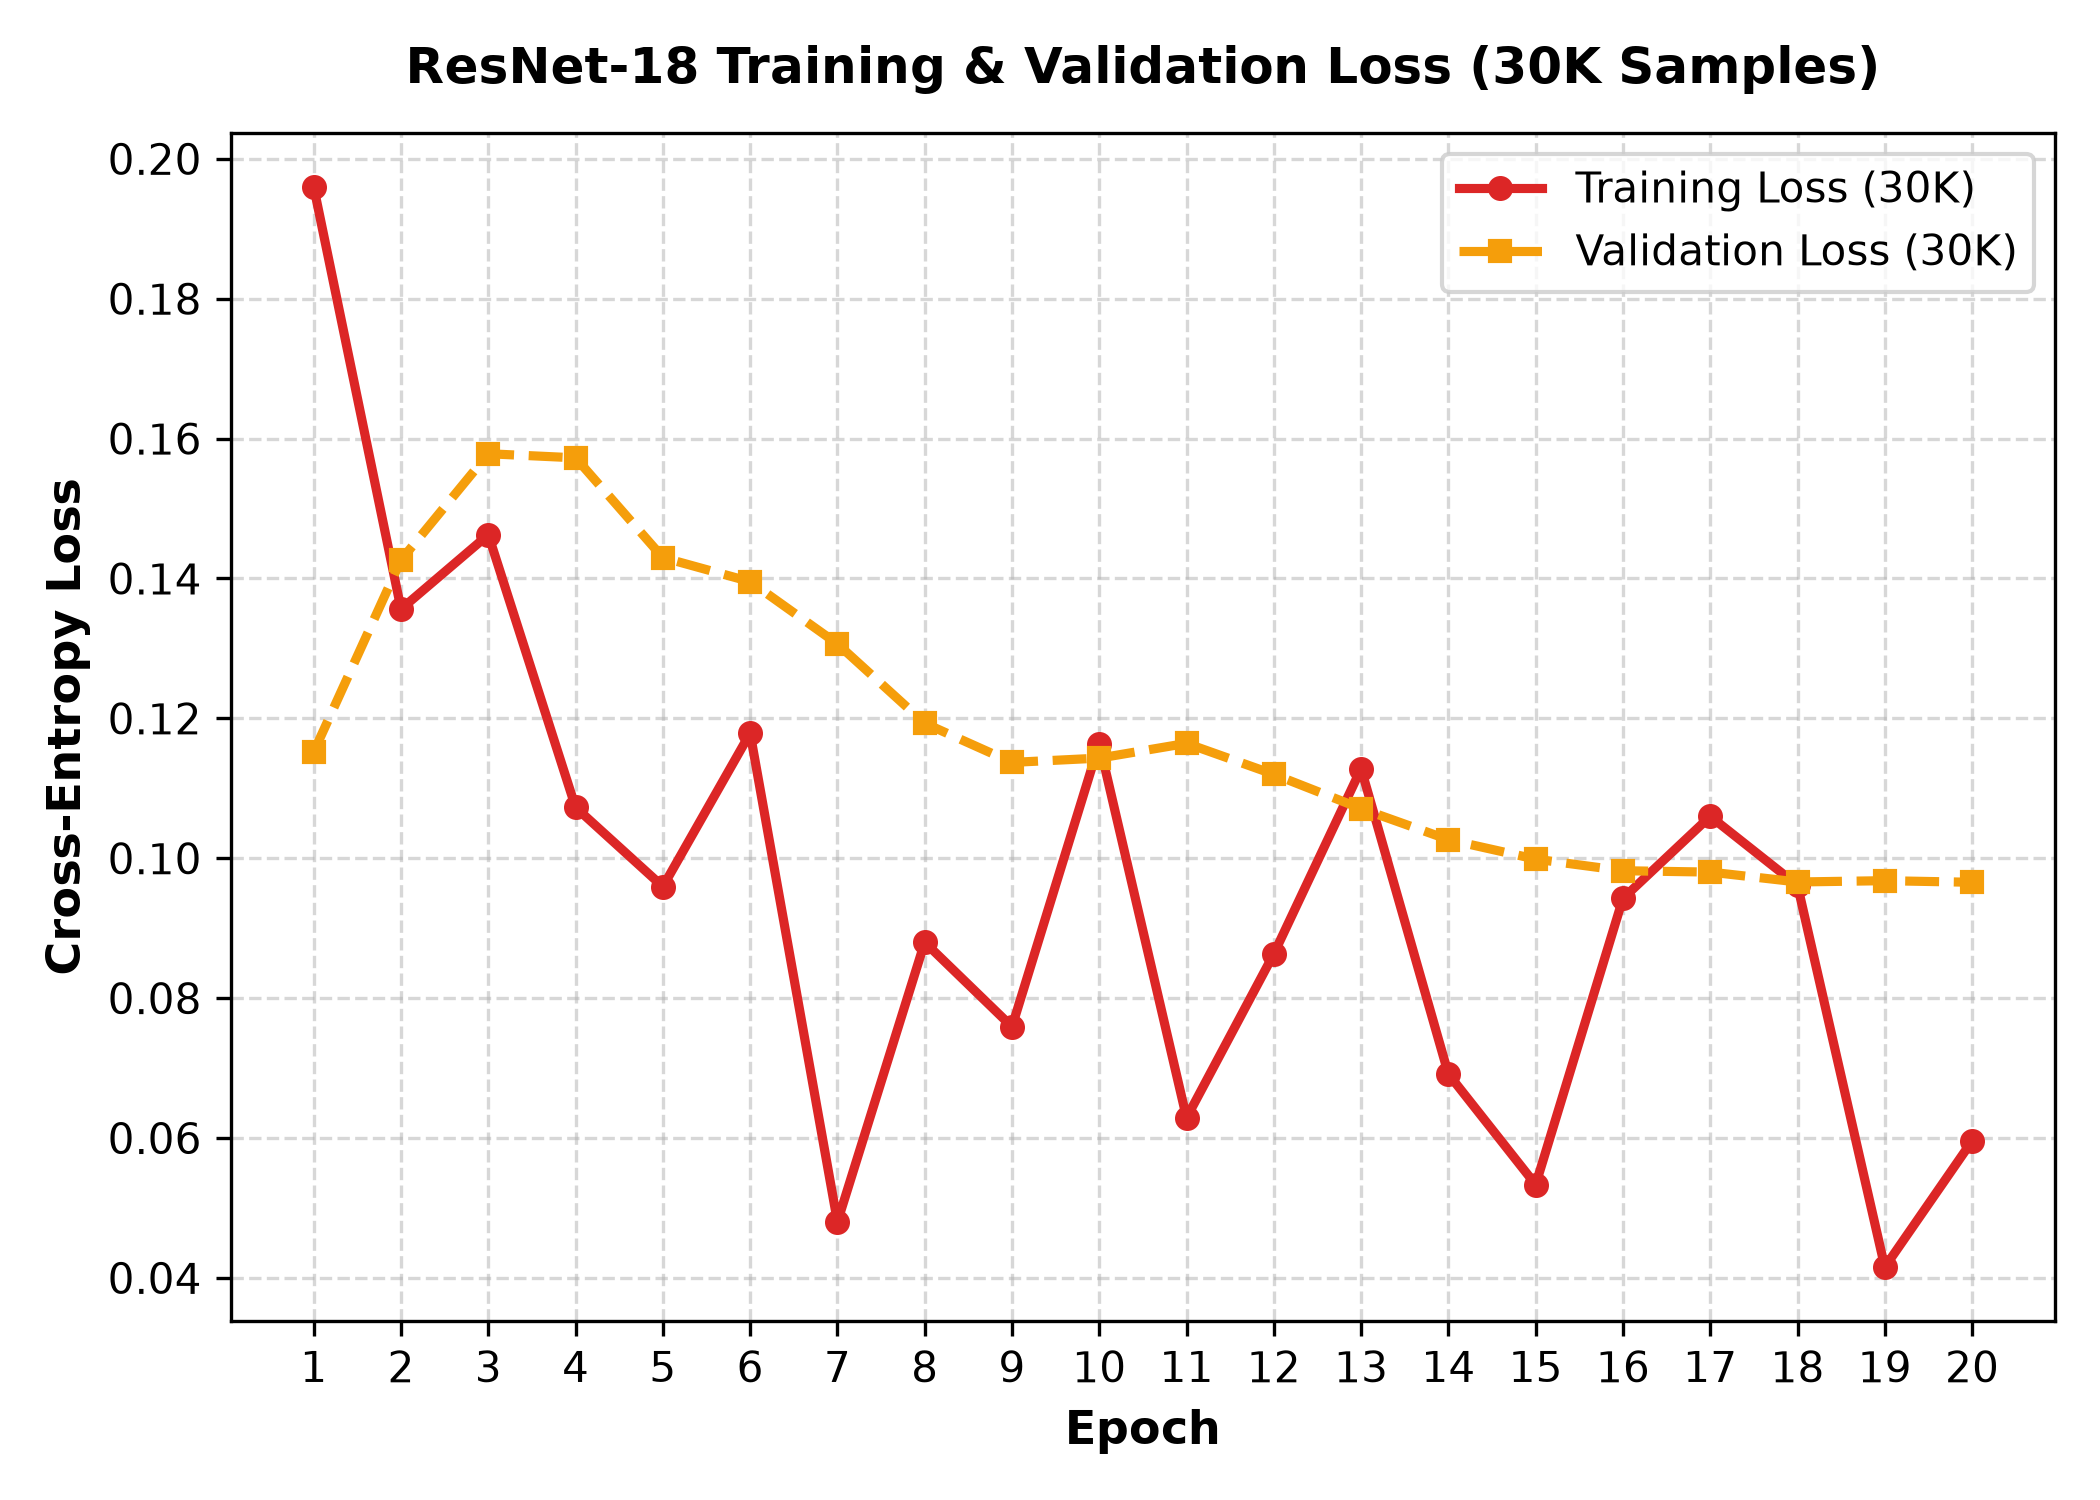 ResNet-18 Training & Validation Loss (30K Samples)
Training Loss (30K)
Validation Loss (30K)
Cross-Entropy Loss
0.20
0.18
0.16
0.14
0.12
0.10
0.08
0.06
0.04
1 2 3 4 5 6 7 8 9 10 11 12 13 14 15 16 17 18 19 20
Epoch